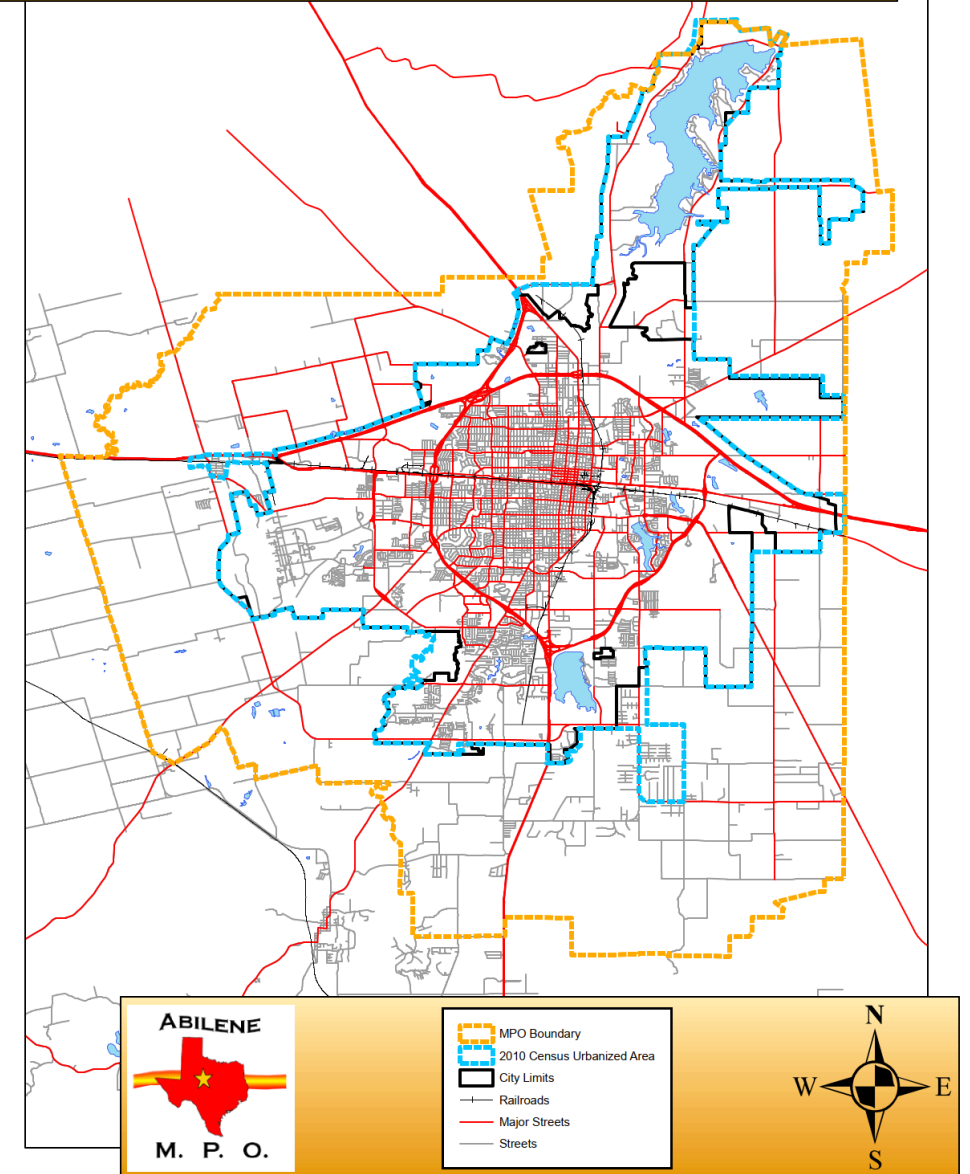 ABILENE
M. P. O.
MPO Boundary
2010 Census Urbanized Area
City Limits
Railroads
Major Streets
Streets
N
W E
S